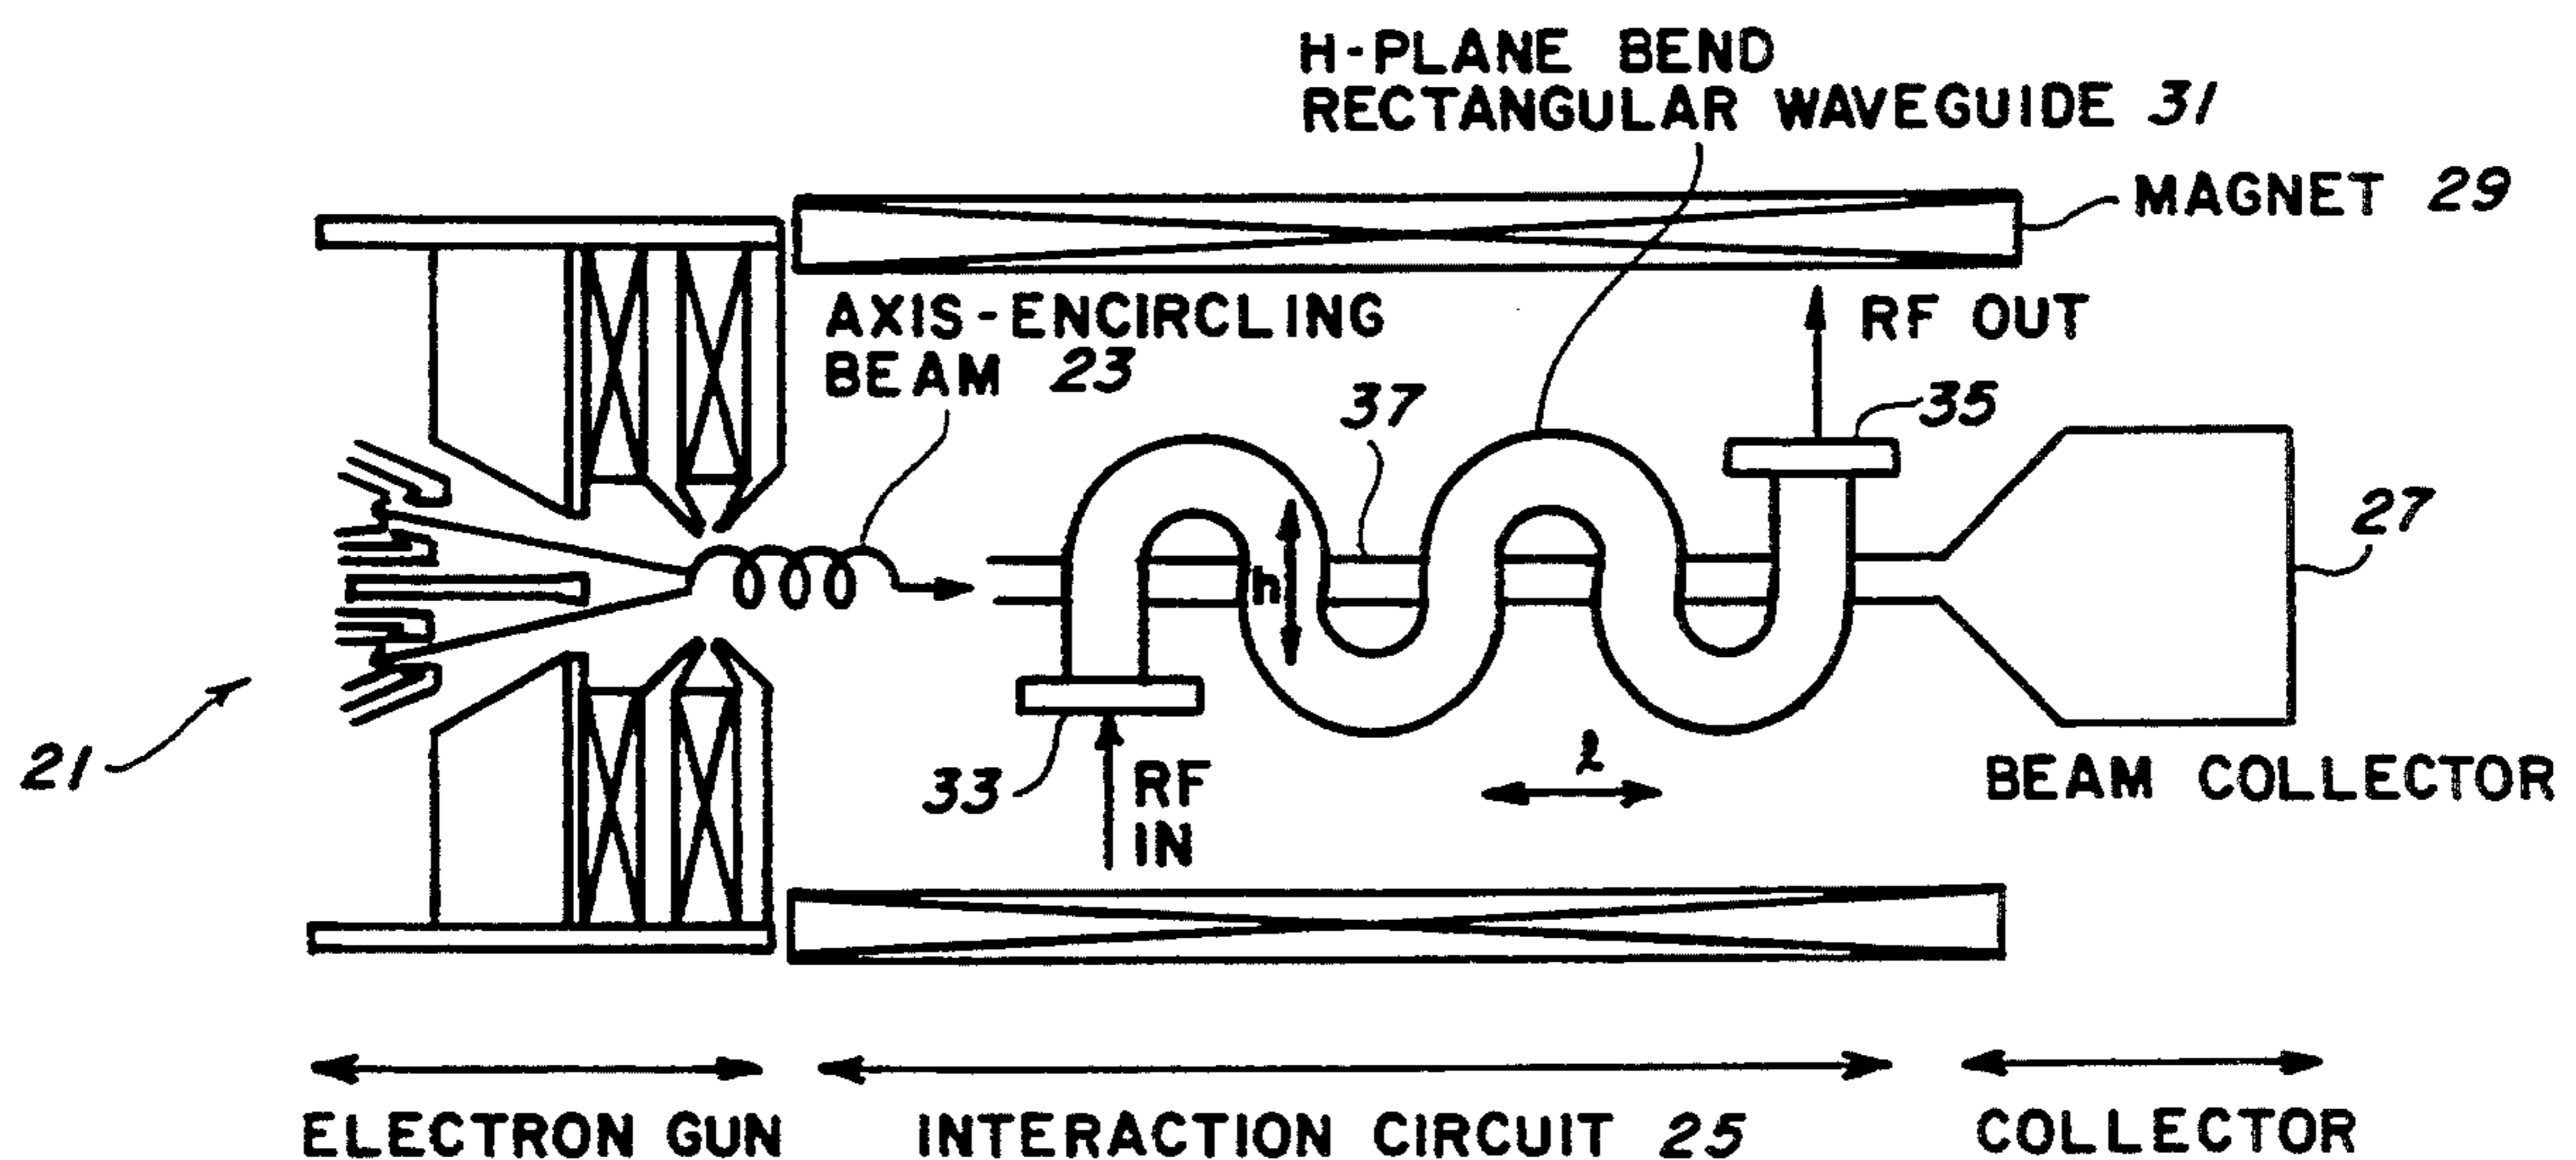 H-PLANE BEND
RECTANGULAR WAVEGUIDE 31
MAGNET 29
AXIS-ENCIRCLING
BEAM 23
RF OUT
37
35
27
h
21
33
RF
IN
l
BEAM COLLECTOR
ELECTRON GUN
INTERACTION CIRCUIT 25
COLLECTOR